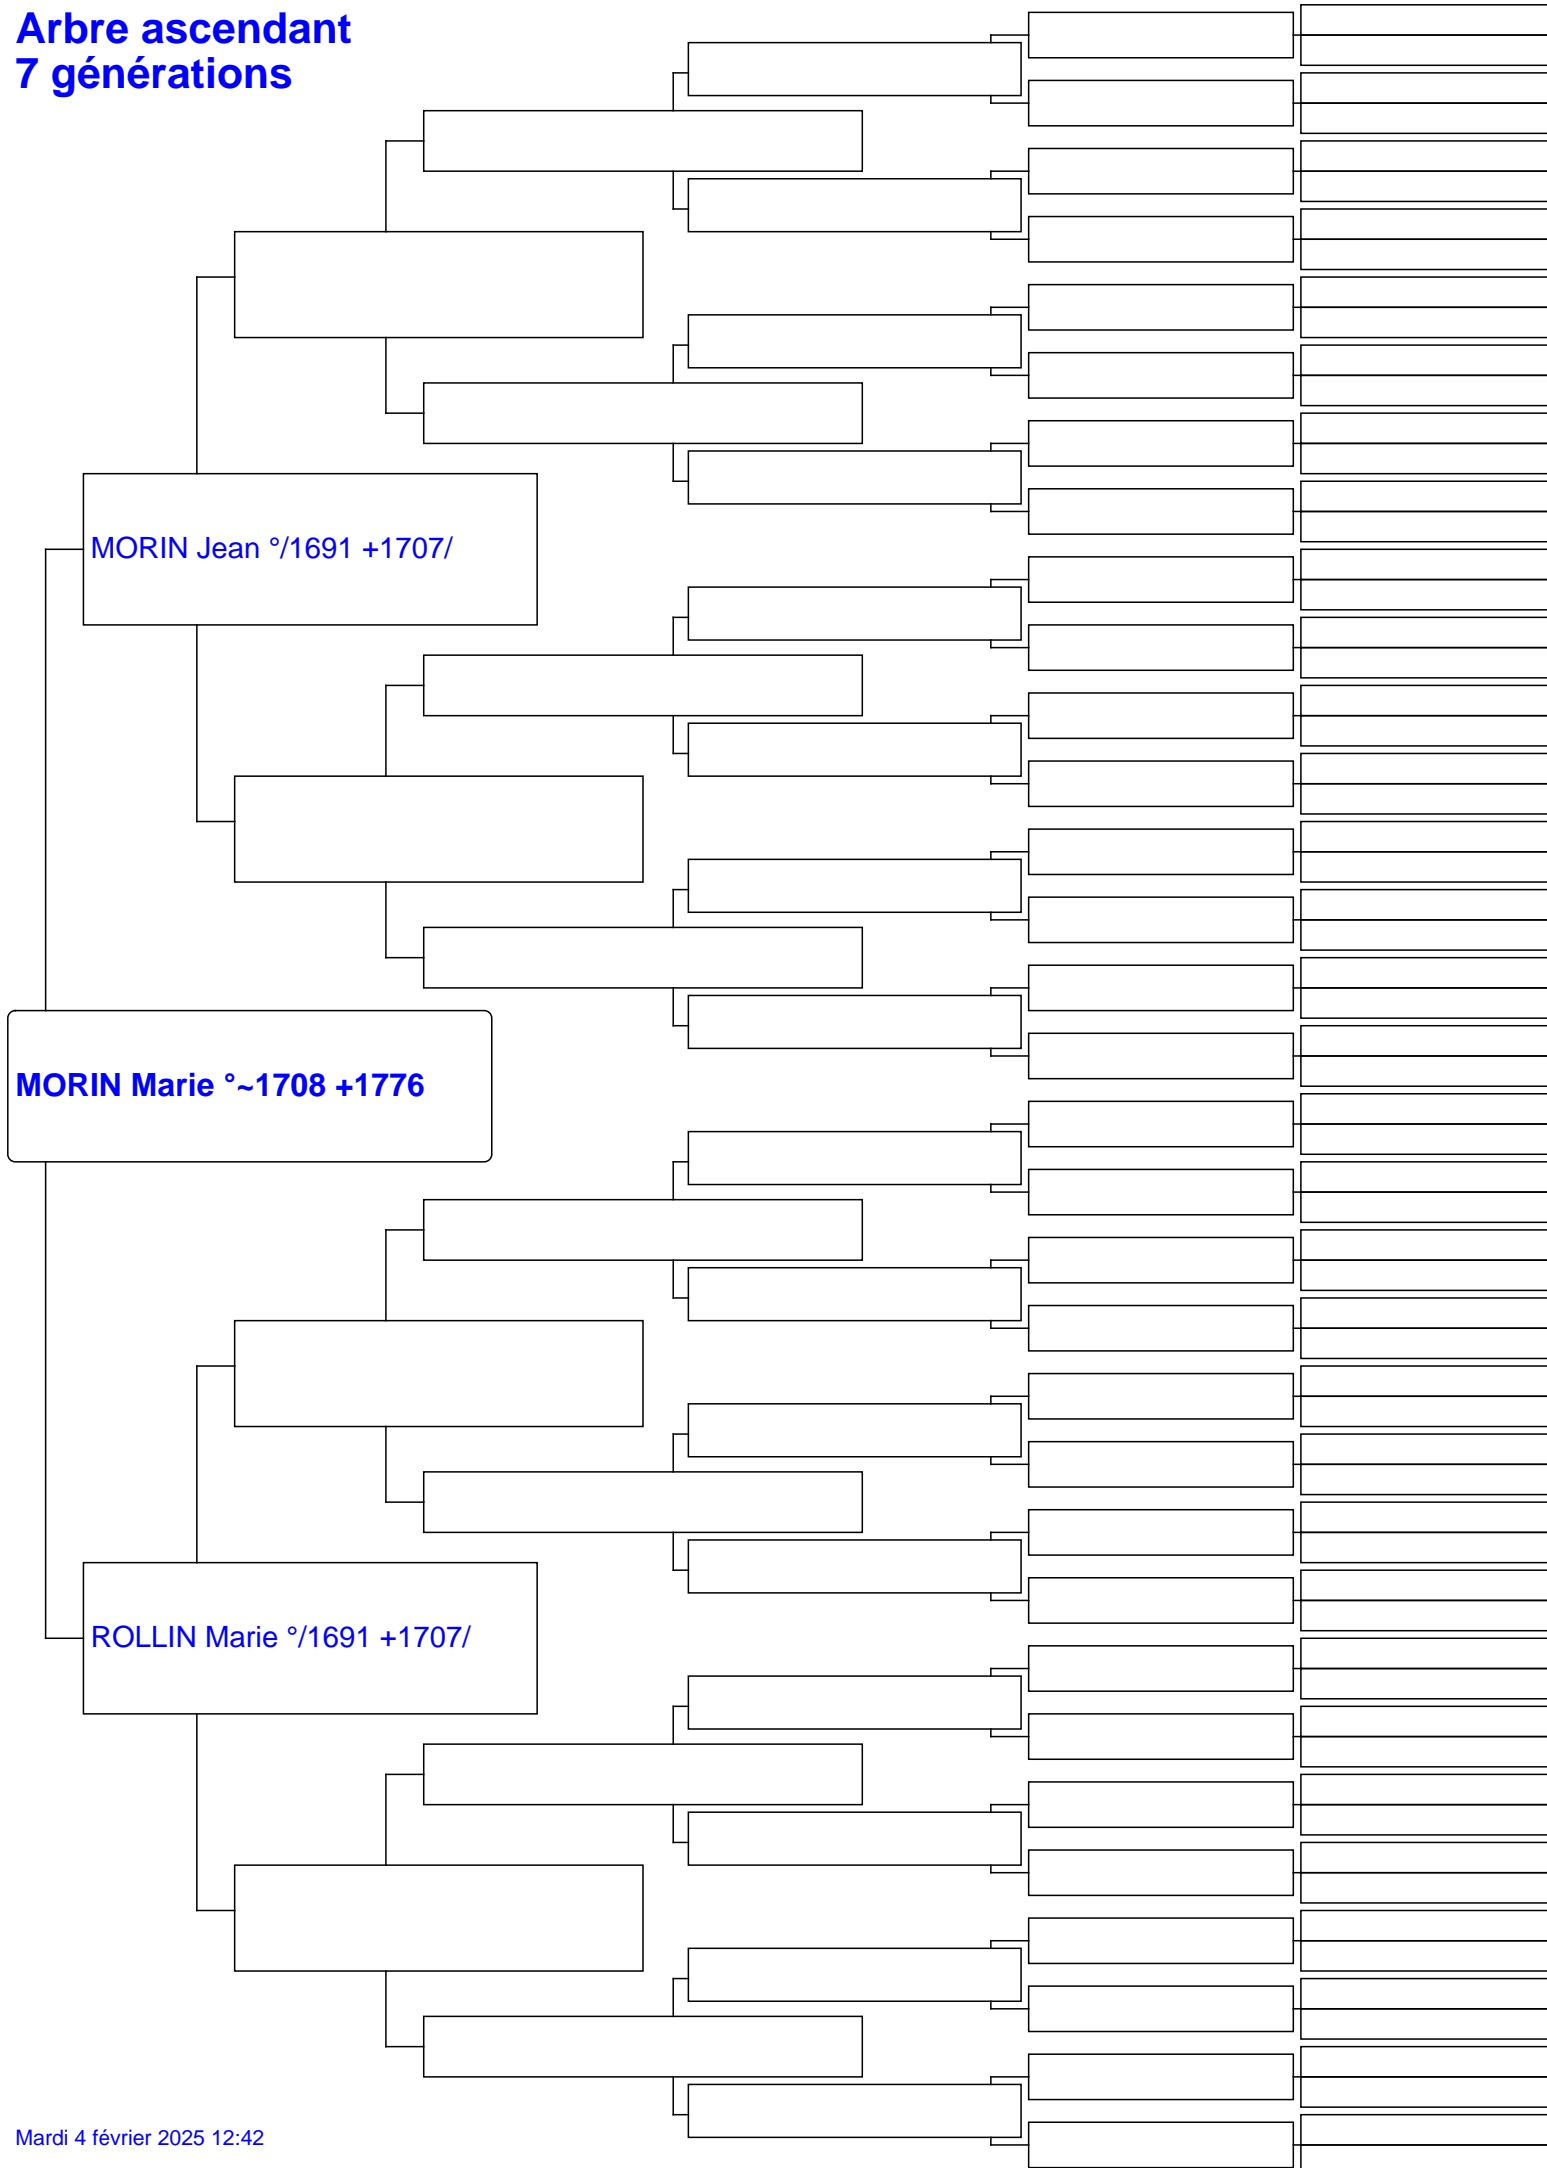 Arbre ascendant
7 générations
MORIN Jean °/1691 +1707/
MORIN Marie °~1708 +1776
ROLLIN Marie °/1691 +1707/
Mardi 4 février 2025 12:42